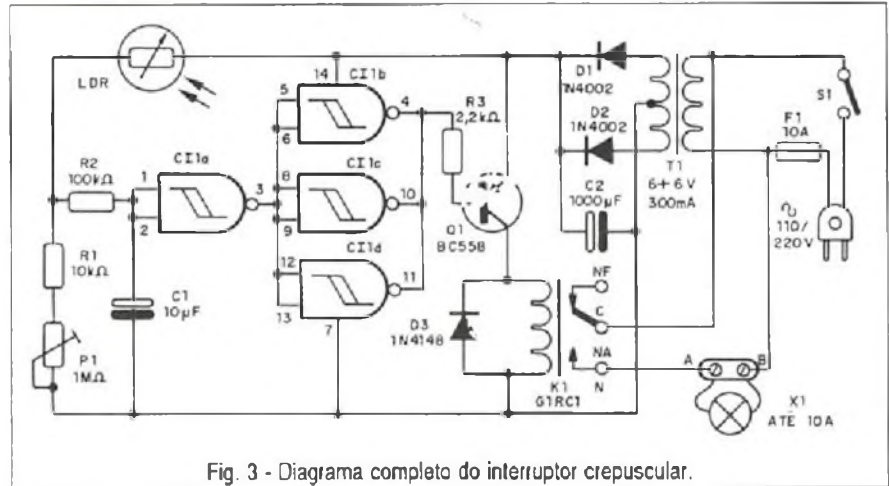 LDR
R2
100kΩ
R1
10kΩ
P1
1MΩ
C1
10µF
1
2
CI1a
3
14
CI1b
5
6
4
CI1c
8
9
10
CI1d
12
13
11
7
R3
2,2kΩ
Q1
BC558
D3
1N4148
D1
1N4002
D2
1N4002
C2
1000µF
T1
6+6V
300mA
S1
F1
10A
110/
220V
NF
C
NA
N
K1
G1RC1
A
B
X1
ATÉ 10A
Fig. 3 - Diagrama completo do interruptor crepuscular.